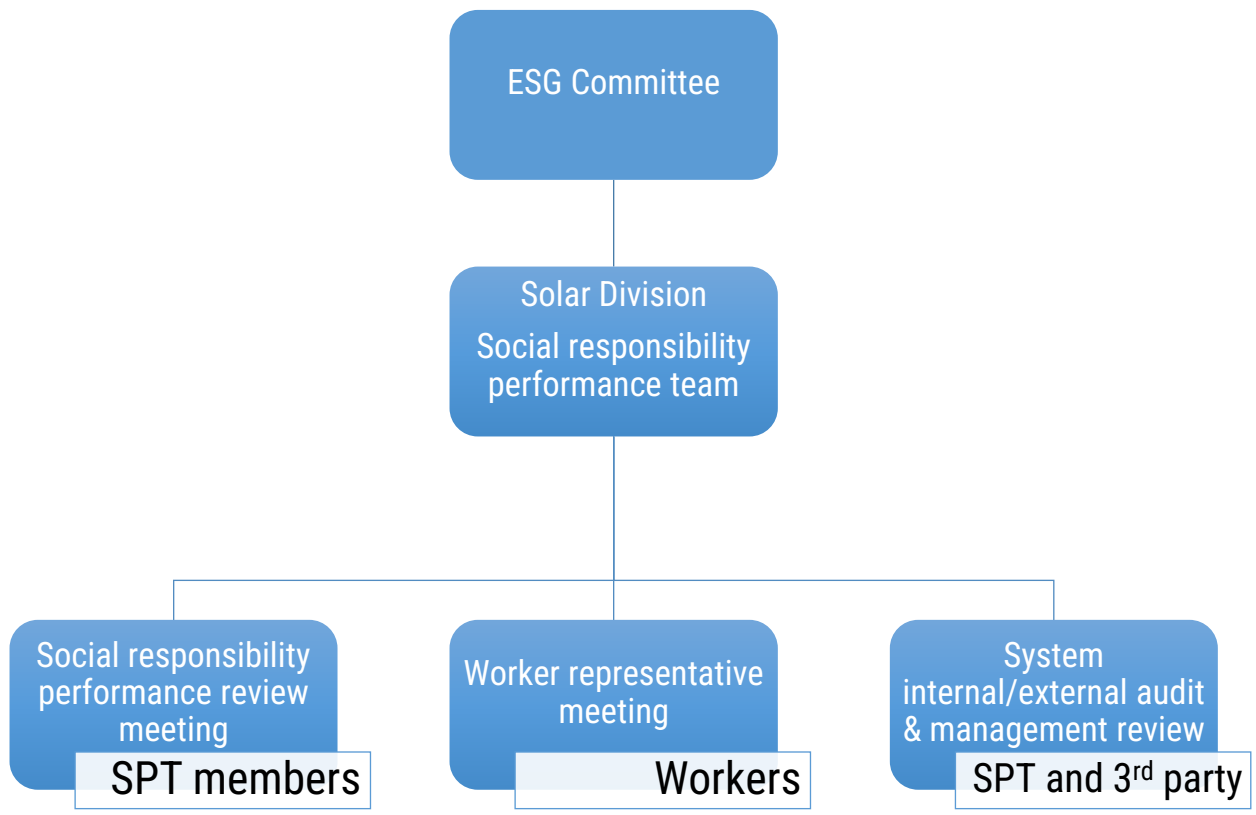 ESG Committee
Solar Division
Social responsibility
performance team
Social responsibility
performance review
meeting
SPT members
Worker representative
meeting
Workers
System
internal/external audit
& management review
SPT and 3rd party